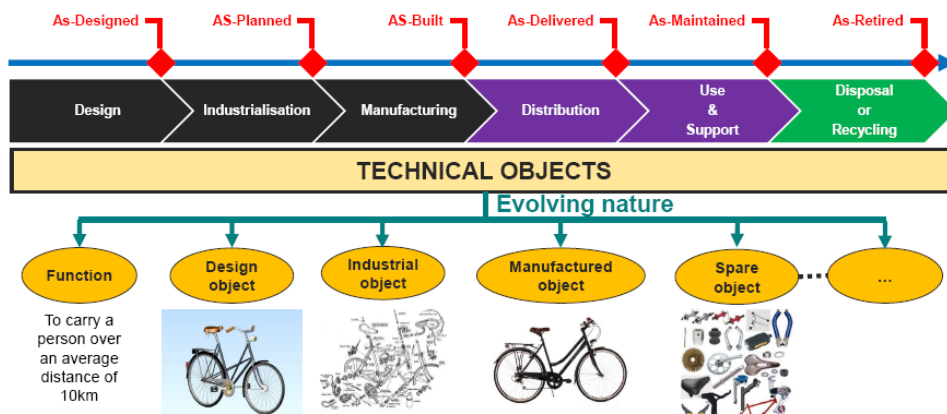 As-Designed
AS-Planned
AS-Built
As-Delivered
As-Maintained
As-Retired
Design
Industrialisation
Manufacturing
Distribution
Use
&
Support
Disposal
or
Recycling
TECHNICAL OBJECTS
Evolving nature
Function
Design
object
Industrial
object
Manufactured
object
Spare
object
...
To carry a
person over
an average
distance of
10km